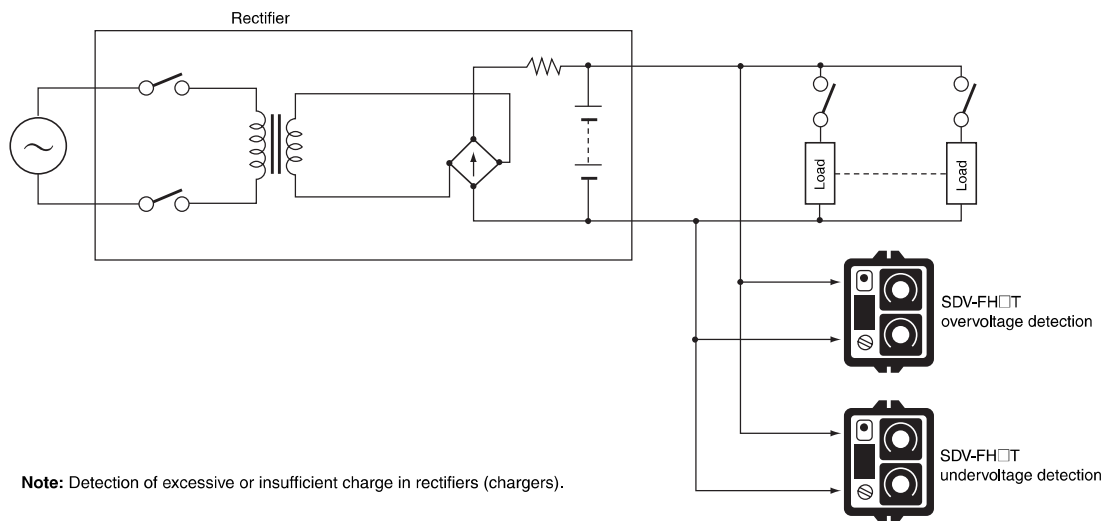 Rectifier
Load
Load
SDV-FH□T
overvoltage detection
SDV-FH□T
undervoltage detection
Note: Detection of excessive or insufficient charge in rectifiers (chargers).